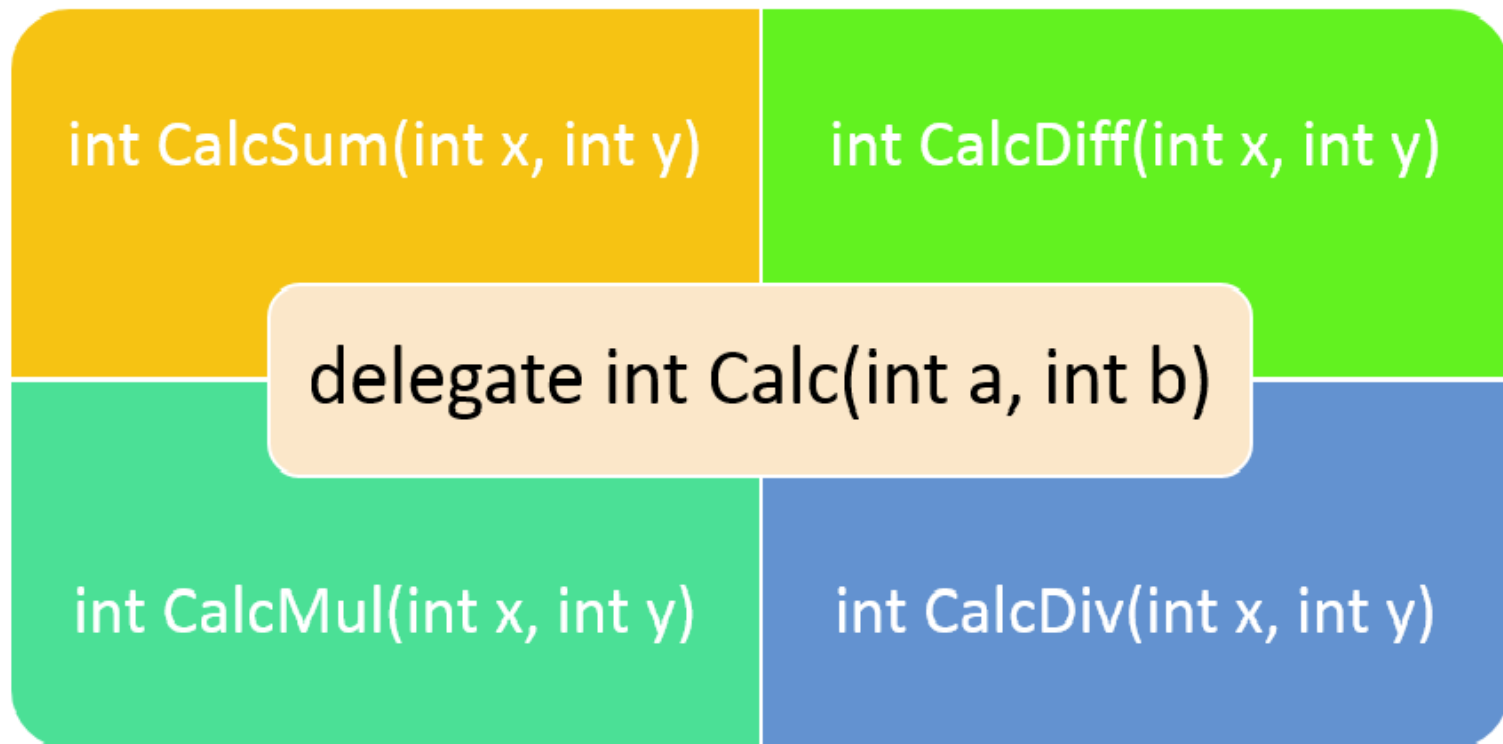 int CalcSum(int x, int y)
int CalcDiff(int x, int y)
delegate int Calc(int a, int b)
int CalcMul(int x, int y)
int CalcDiv(int x, int y)